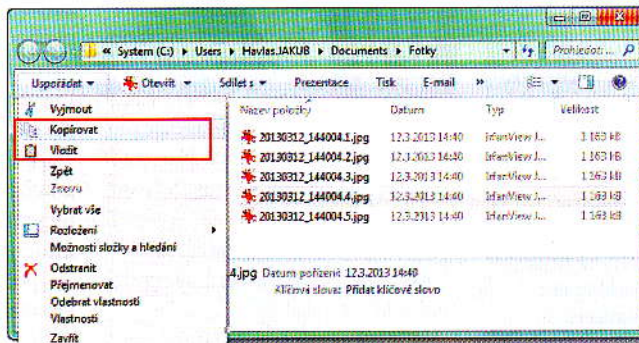 « System (C:) ▸ Users ▸ Havlas.JAKUB ▸ Documents ▸ Fotky
Prohledat: ...
Uspořádat Otevřít Sdílet s Prezentace Tisk E-mail »
Vyjmout
Kopírovat
Vložit
Zpět
Znovu
Vybrat vše
Rozložení
Možnosti složky a hledání
Odstranit
Přejmenovat
Odebrat vlastnosti
Vlastnosti
Zavřít
Název položky Datum Typ Velikost
20130312_144004.1.jpg 12.3.2013 14:40 IrfanView J... 1 163 kB
20130312_144004.2.jpg 12.3.2013 14:40 IrfanView J... 1 163 kB
20130312_144004.3.jpg 12.3.2013 14:40 IrfanView J... 1 163 kB
20130312_144004.4.jpg 12.3.2013 14:40 IrfanView J... 1 163 kB
20130312_144004.5.jpg 12.3.2013 14:40 IrfanView J... 1 163 kB
4.jpg Datum pořízení: 12.3.2013 14:40
Klíčová slova: Přidat klíčové slovo